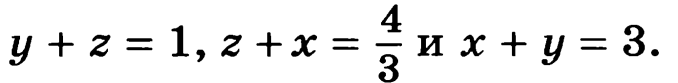 y + z = 1, z + x = 4/3 и x + y = 3.